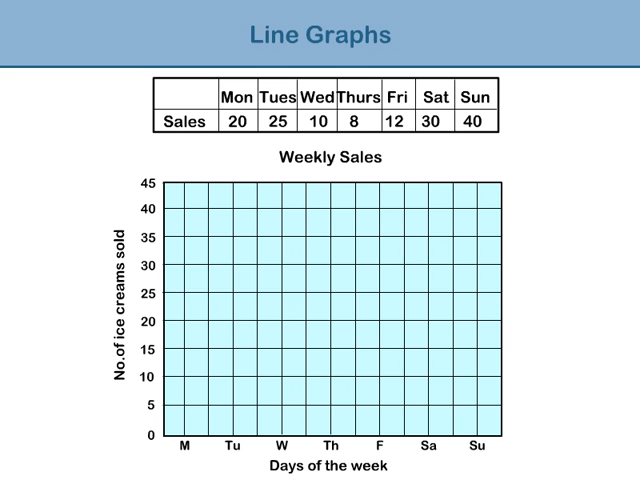 Line Graphs
Mon Tues Wed Thurs Fri Sat Sun
Sales 20 25 10 8 12 30 40
Weekly Sales
45
40
35
30
25
20
15
10
5
0
No.of ice creams sold
M Tu W Th F Sa Su
Days of the week